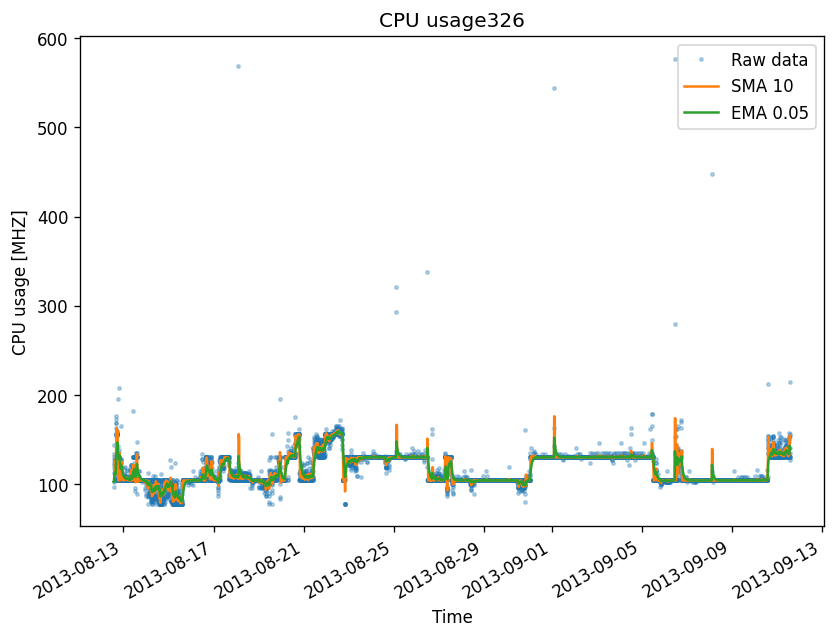 CPU usage326
Raw data
SMA 10
EMA 0.05
CPU usage [MHZ]
600
500
400
300
200
100
2013-08-13
2013-08-17
2013-08-21
2013-08-25
2013-08-29
2013-09-01
2013-09-05
2013-09-09
2013-09-13
Time